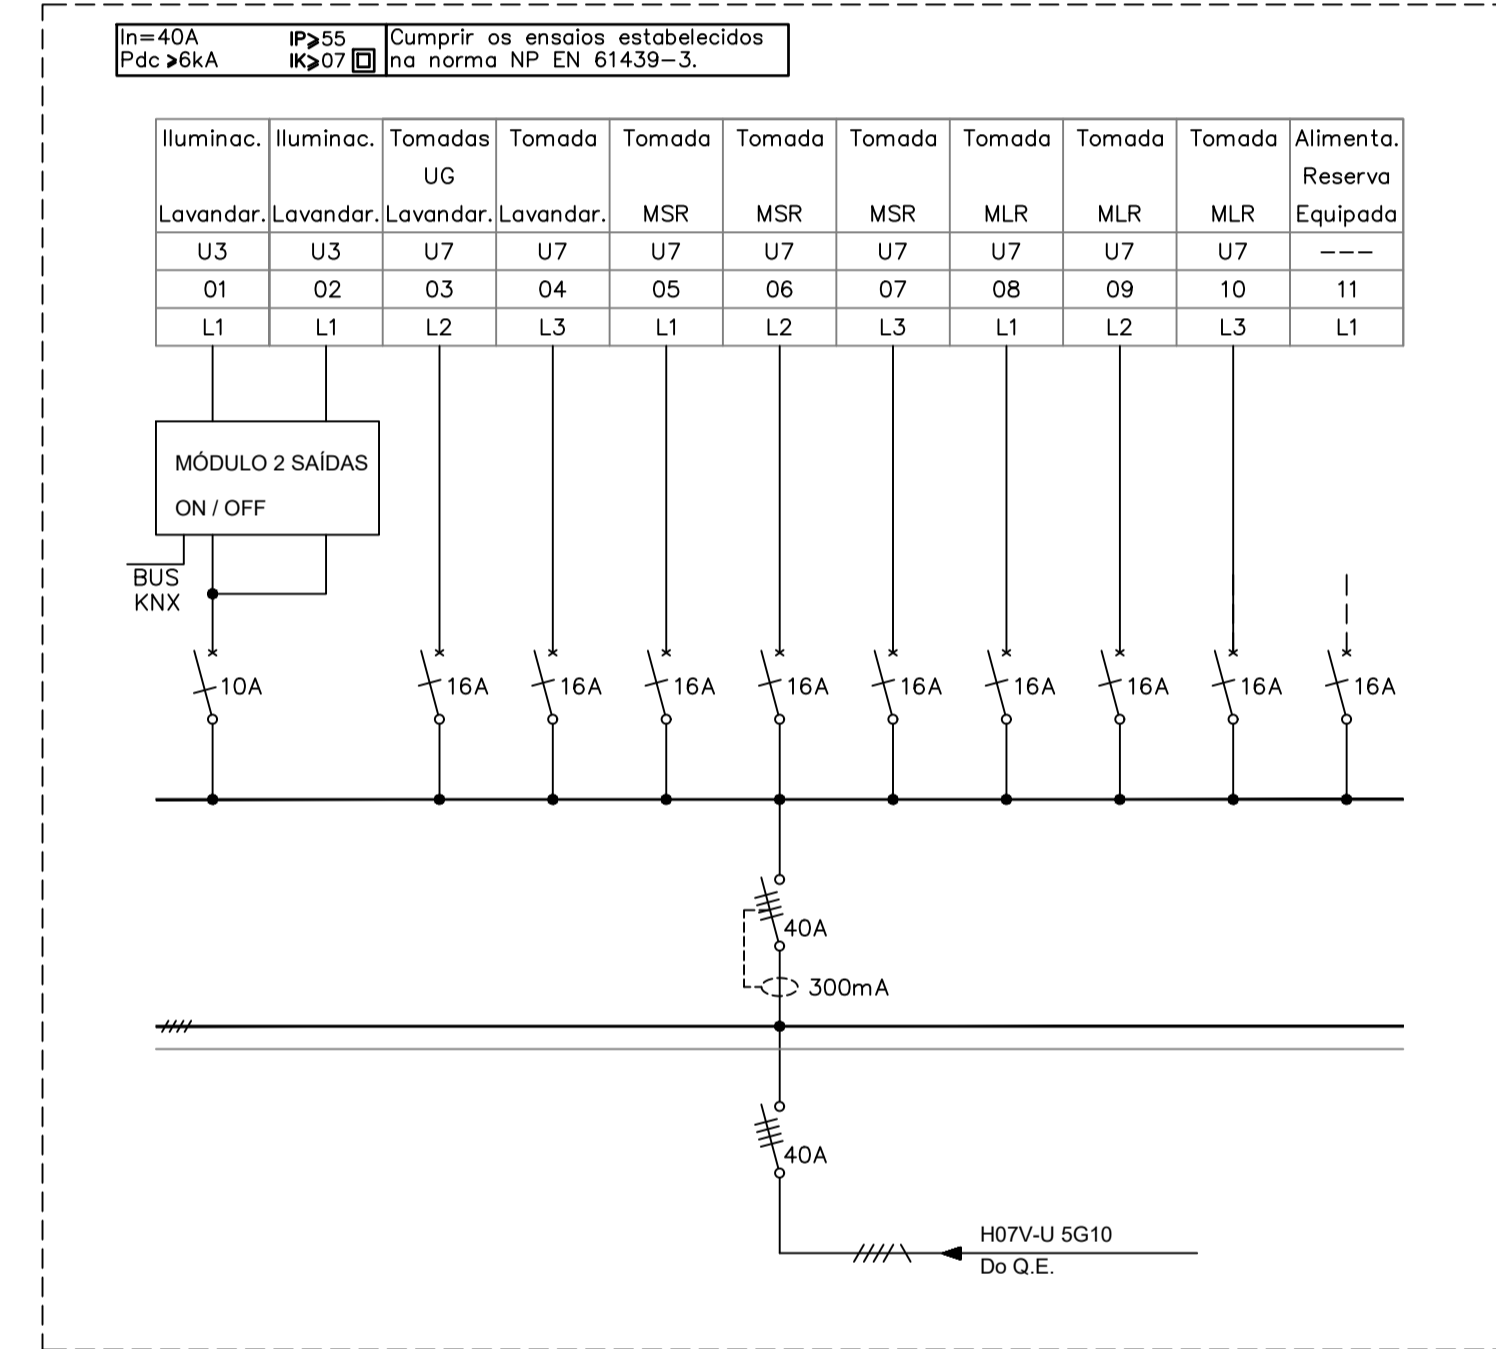 In=40A IP⩾55 Cumprir os ensaios estabelecidos
Pdc ⩾6kA IK⩾07 na norma NP EN 61439-3.
Iluminac. Iluminac. Tomadas Tomada Tomada Tomada Tomada Tomada Tomada Tomada Alimenta.
UG Reserva
Lavandar. Lavandar. Lavandar. Lavandar. MSR MSR MSR MLR MLR MLR Equipada
U3 U3 U7 U7 U7 U7 U7 U7 U7 U7 ---
01 02 03 04 05 06 07 08 09 10 11
L1 L1 L2 L3 L1 L2 L3 L1 L2 L3 L1
MÓDULO 2 SAÍDAS
ON / OFF
BUS
KNX
10A 16A 16A 16A 16A 16A 16A 16A 16A 16A
40A
300mA
40A
H07V-U 5G10
Do Q.E.